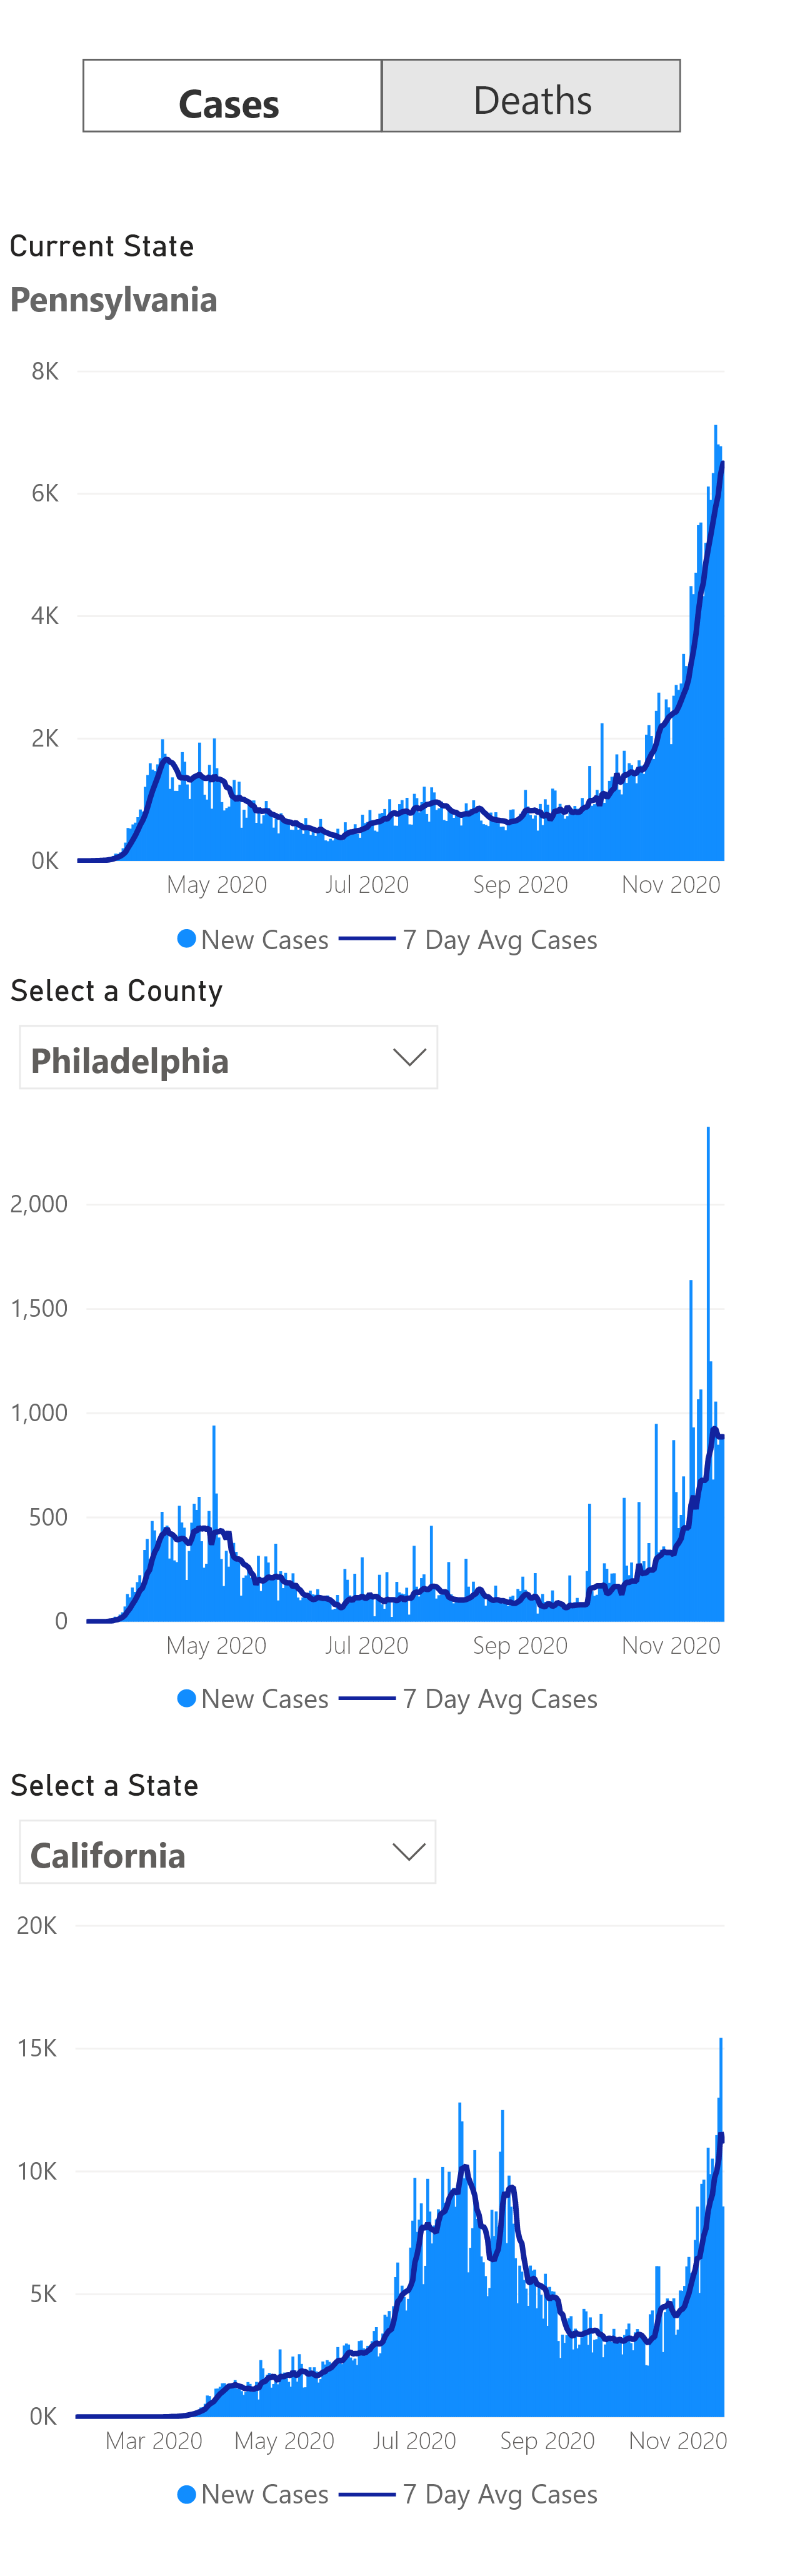 Cases Deaths
Current State
Pennsylvania
8K
6K
4K
2K
0K
May 2020 Jul 2020 Sep 2020 Nov 2020
New Cases 7 Day Avg Cases
Select a County
Philadelphia
2,000
1,500
1,000
500
0
May 2020 Jul 2020 Sep 2020 Nov 2020
New Cases 7 Day Avg Cases
Select a State
California
20K
15K
10K
5K
0K
Mar 2020 May 2020 Jul 2020 Sep 2020 Nov 2020
New Cases 7 Day Avg Cases